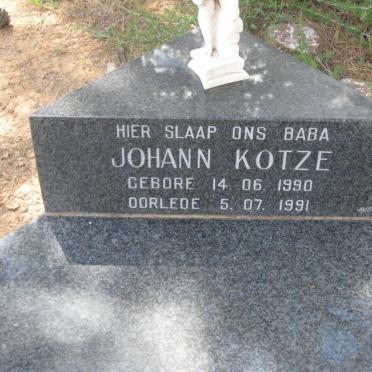 HIER SLAAP ONS BABA
JOHANN KOTZE
GEBORE 14. 06. 1990
OORLEDE 5. 07. 1991